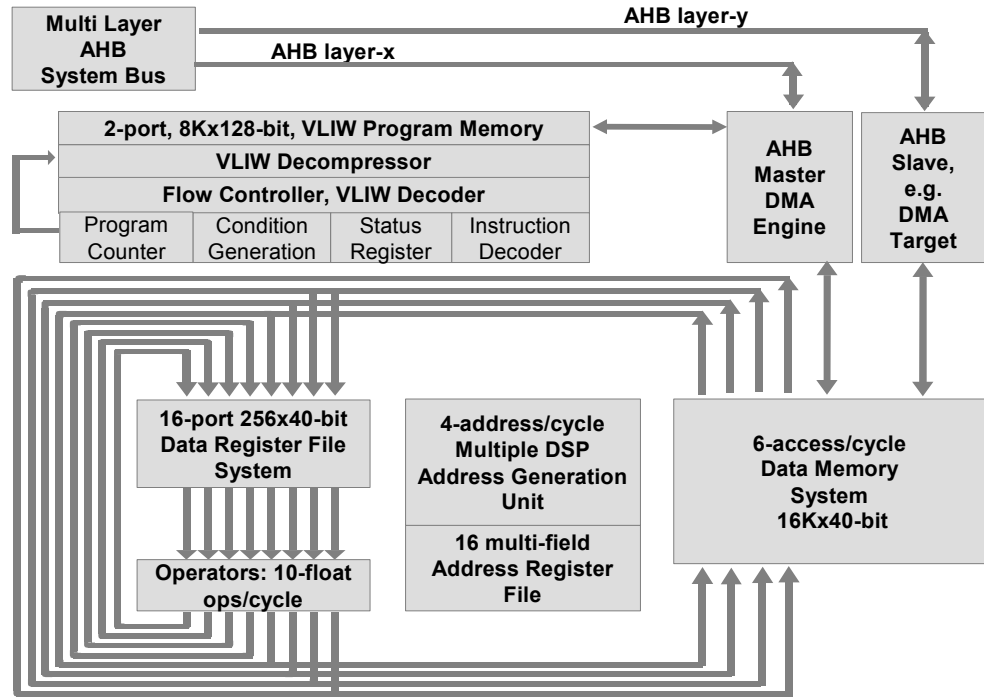 Multi Layer
AHB
System Bus
AHB layer-y
AHB layer-x
2-port, 8Kx128-bit, VLIW Program Memory
VLIW Decompressor
Flow Controller, VLIW Decoder
Program
Counter
Condition
Generation
Status
Register
Instruction
Decoder
AHB
Master
DMA
Engine
AHB
Slave,
e.g.
DMA
Target
16-port 256x40-bit
Data Register File
System
4-address/cycle
Multiple DSP
Address Generation
Unit
6-access/cycle
Data Memory
System
16Kx40-bit
Operators: 10-float
ops/cycle
16 multi-field
Address Register
File